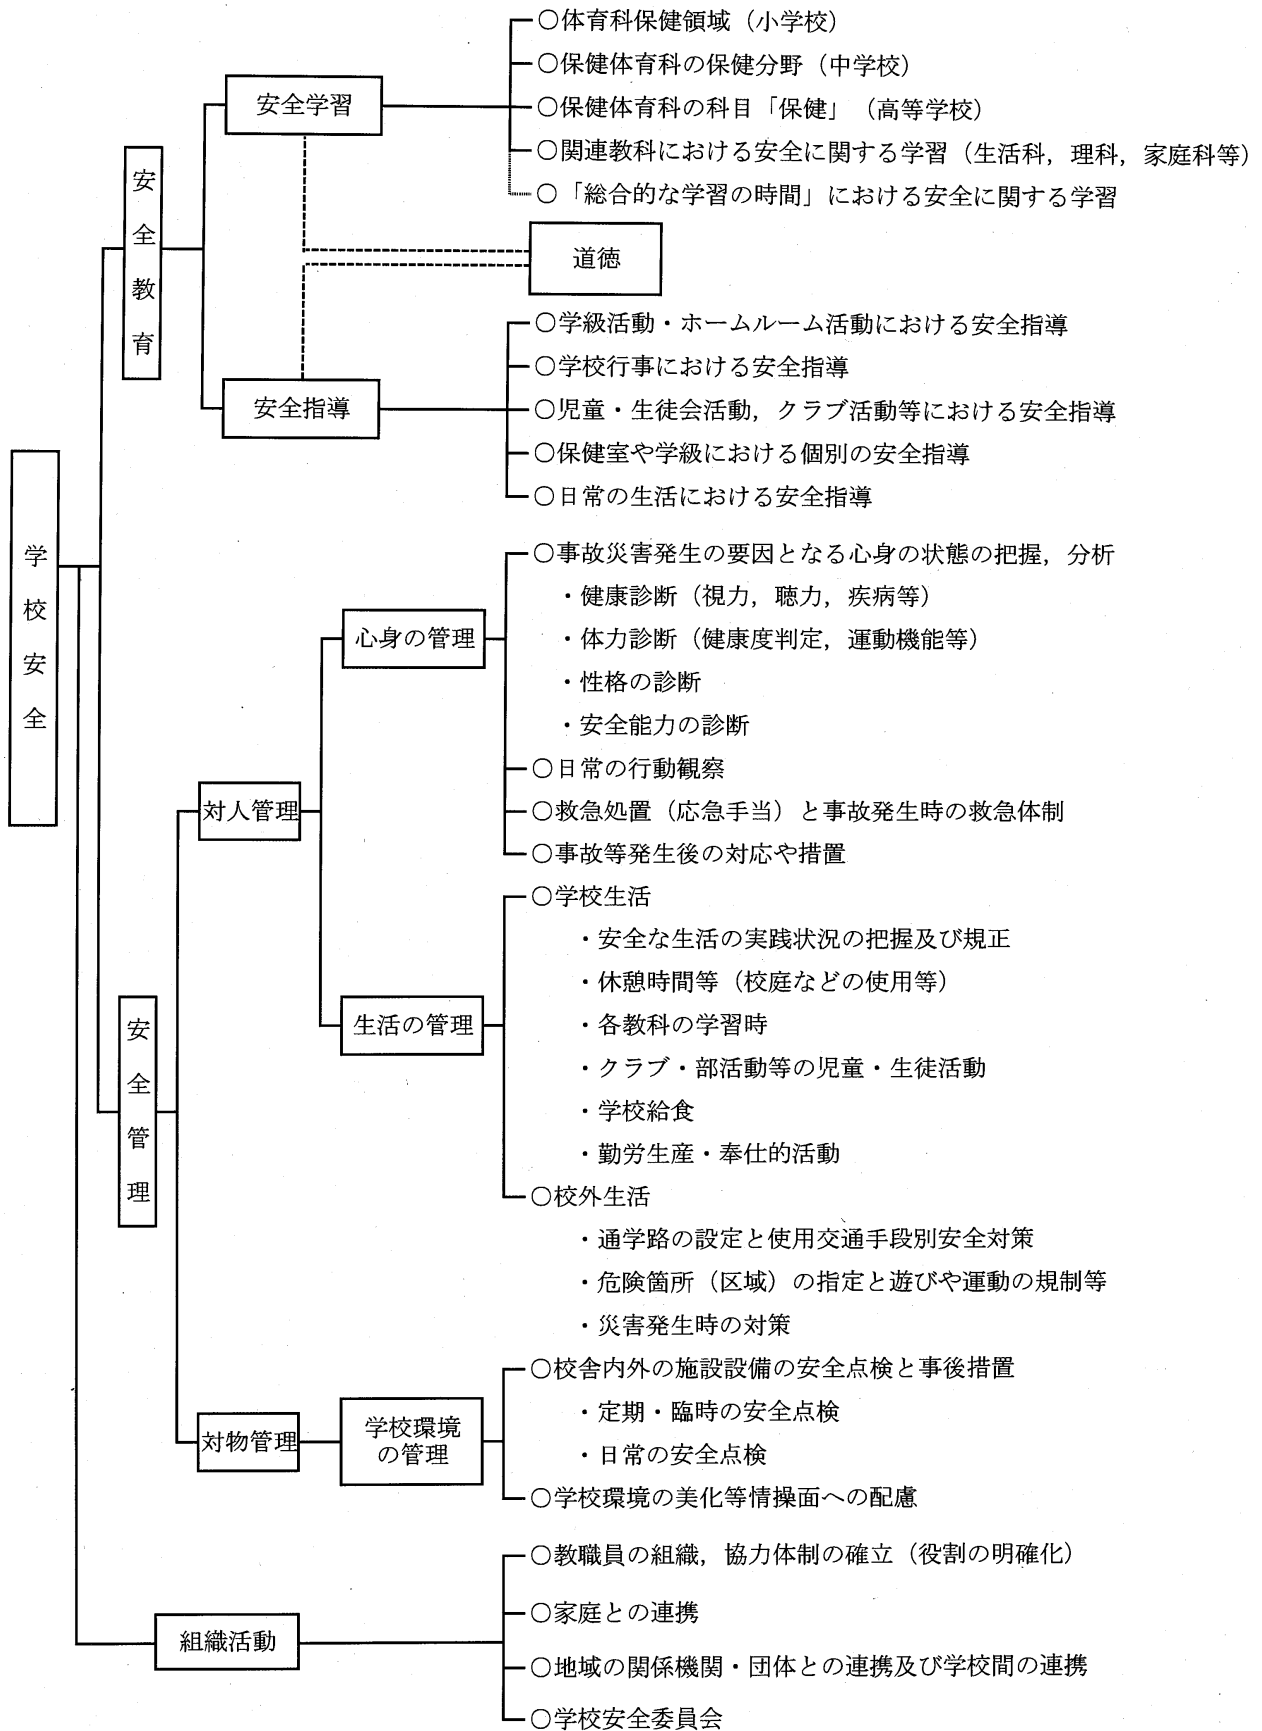 学校安全
安全教育
安全学習
○体育科保健領域（小学校）
○保健体育科の保健分野（中学校）
○保健体育科の科目「保健」（高等学校）
○関連教科における安全に関する学習（生活科，理科，家庭科等）
○「総合的な学習の時間」における安全に関する学習
道徳
安全指導
○学級活動・ホームルーム活動における安全指導
○学校行事における安全指導
○児童・生徒会活動，クラブ活動等における安全指導
○保健室や学級における個別の安全指導
○日常の生活における安全指導
安全管理
対人管理
心身の管理
○事故災害発生の要因となる心身の状態の把握，分析
・健康診断（視力，聴力，疾病等）
・体力診断（健康度判定，運動機能等）
・性格の診断
・安全能力の診断
○日常の行動観察
○救急処置（応急手当）と事故発生時の救急体制
○事故等発生後の対応や措置
生活の管理
○学校生活
・安全な生活の実践状況の把握及び規正
・休憩時間等（校庭などの使用等）
・各教科の学習時
・クラブ・部活動等の児童・生徒活動
・学校給食
・勤労生産・奉仕的活動
○校外生活
・通学路の設定と使用交通手段別安全対策
・危険箇所（区域）の指定と遊びや運動の規制等
・災害発生時の対策
対物管理
学校環境
の管理
○校舎内外の施設設備の安全点検と事後措置
・定期・臨時の安全点検
・日常の安全点検
○学校環境の美化等情操面への配慮
組織活動
○教職員の組織，協力体制の確立（役割の明確化）
○家庭との連携
○地域の関係機関・団体との連携及び学校間の連携
○学校安全委員会